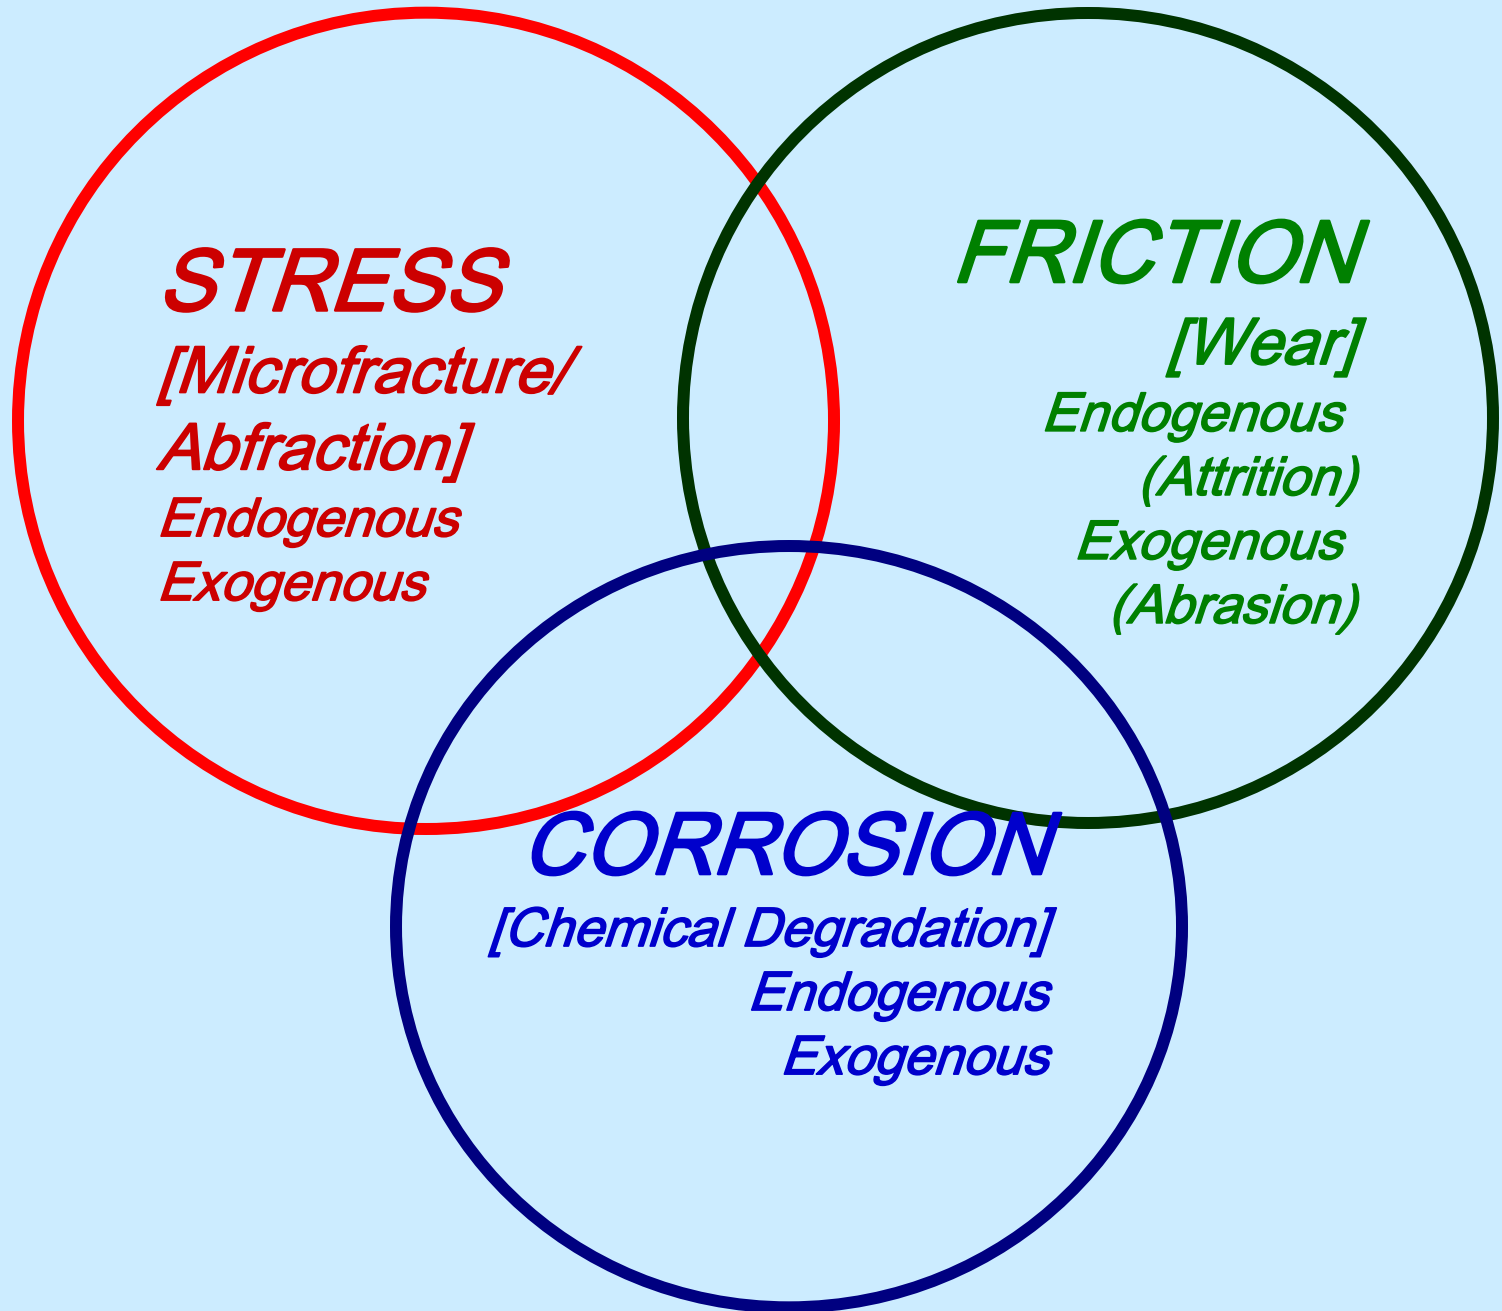 STRESS
[Microfracture/
Abfraction]
Endogenous
Exogenous
FRICTION
[Wear]
Endogenous
(Attrition)
Exogenous
(Abrasion)
CORROSION
[Chemical Degradation]
Endogenous
Exogenous